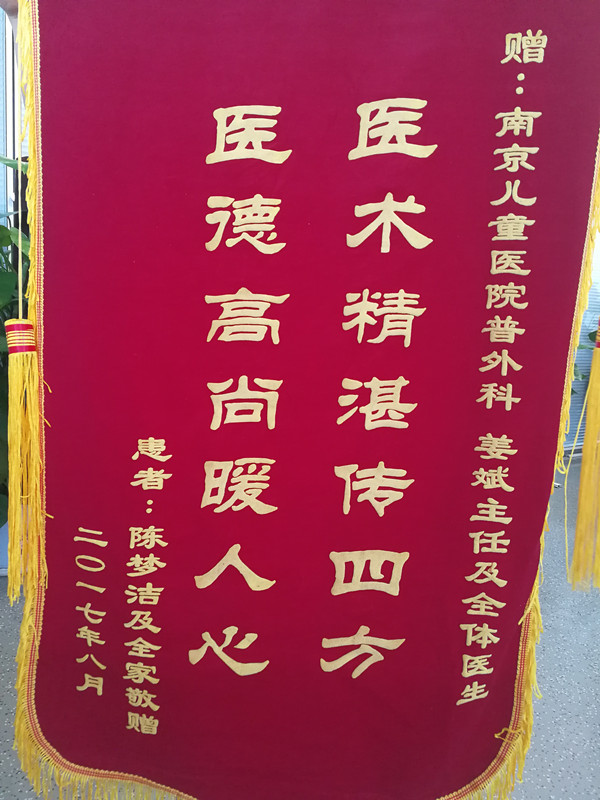 赠：南京儿童医院普外科 姜斌主任及全体医生
医术精湛传四方
医德高尚暖人心
患者：陈梦洁及全家敬赠
二〇一七年八月